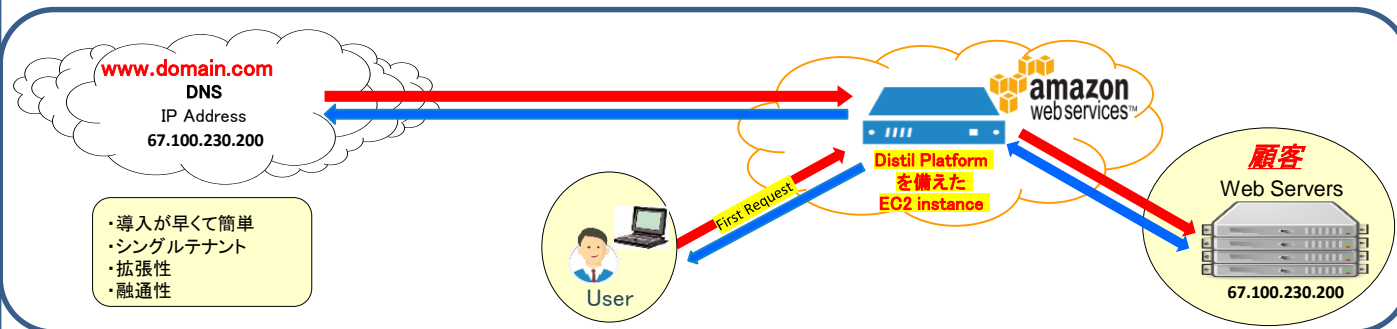 www.domain.com
DNS
IP Address
67.100.230.200
・導入が早くて簡単
・シングルテナント
・拡張性
・融通性
First Request
User
amazon
webservices™
Distil Platform
を備えた
EC2 instance
顧客
Web Servers
67.100.230.200